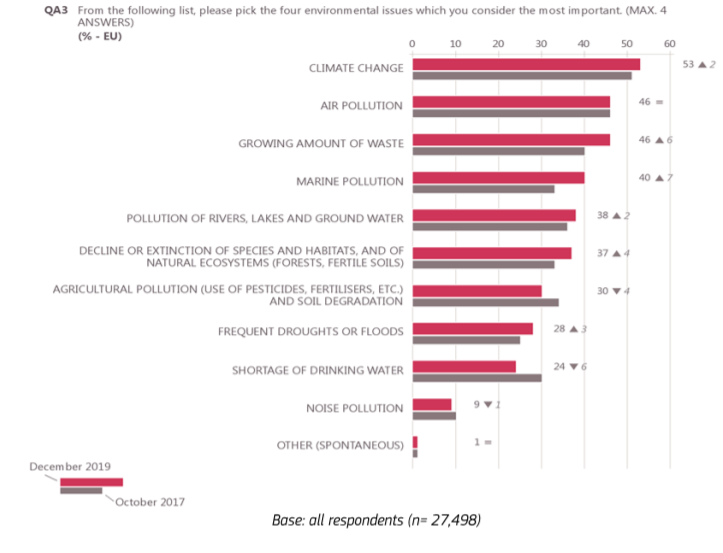 QA3 From the following list, please pick the four environmental issues which you consider the most important. (MAX. 4
ANSWERS)
(% - EU)
0 10 20 30 40 50 60
CLIMATE CHANGE 53 ▲ 2
AIR POLLUTION 46 =
GROWING AMOUNT OF WASTE 46 ▲ 6
MARINE POLLUTION 40 ▲ 7
POLLUTION OF RIVERS, LAKES AND GROUND WATER 38 ▲ 2
DECLINE OR EXTINCTION OF SPECIES AND HABITATS, AND OF
NATURAL ECOSYSTEMS (FORESTS, FERTILE SOILS) 37 ▲ 4
AGRICULTURAL POLLUTION (USE OF PESTICIDES, FERTILISERS, ETC.)
AND SOIL DEGRADATION 30 ▼ 4
FREQUENT DROUGHTS OR FLOODS 28 ▲ 3
SHORTAGE OF DRINKING WATER 24 ▼ 6
NOISE POLLUTION 9 ▼ 1
OTHER (SPONTANEOUS) 1 =
December 2019
October 2017
Base: all respondents (n= 27,498)